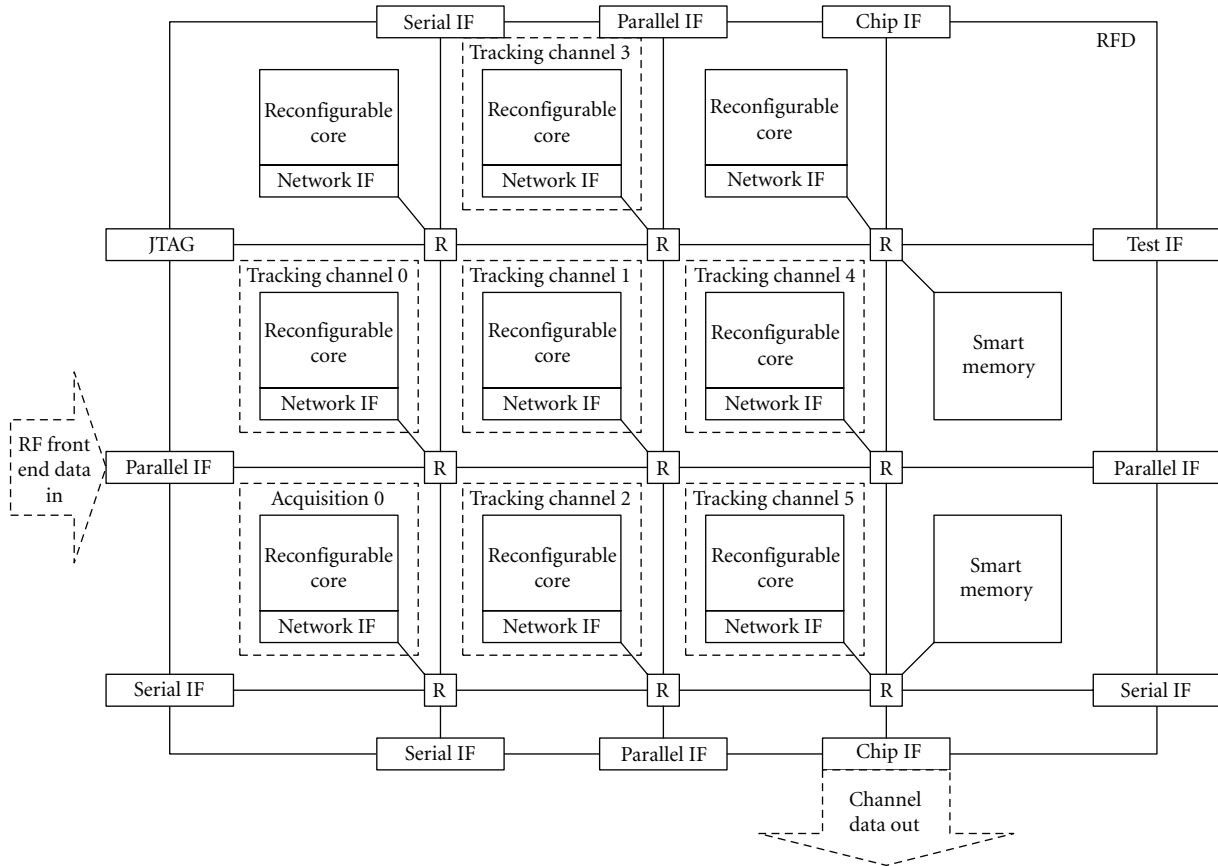 Serial IF
Parallel IF
Chip IF
RFD
Tracking channel 3
Reconfigurable
core
Network IF
Reconfigurable
core
Network IF
Reconfigurable
core
Network IF
JTAG
R
R
R
Test IF
Tracking channel 0
Reconfigurable
core
Network IF
Tracking channel 1
Reconfigurable
core
Network IF
Tracking channel 4
Reconfigurable
core
Network IF
Smart
memory
RF front
end data
in
Parallel IF
R
R
R
Parallel IF
Acquisition 0
Reconfigurable
core
Network IF
Tracking channel 2
Reconfigurable
core
Network IF
Tracking channel 5
Reconfigurable
core
Network IF
Smart
memory
Serial IF
R
R
R
Serial IF
Serial IF
Parallel IF
Chip IF
Channel
data out